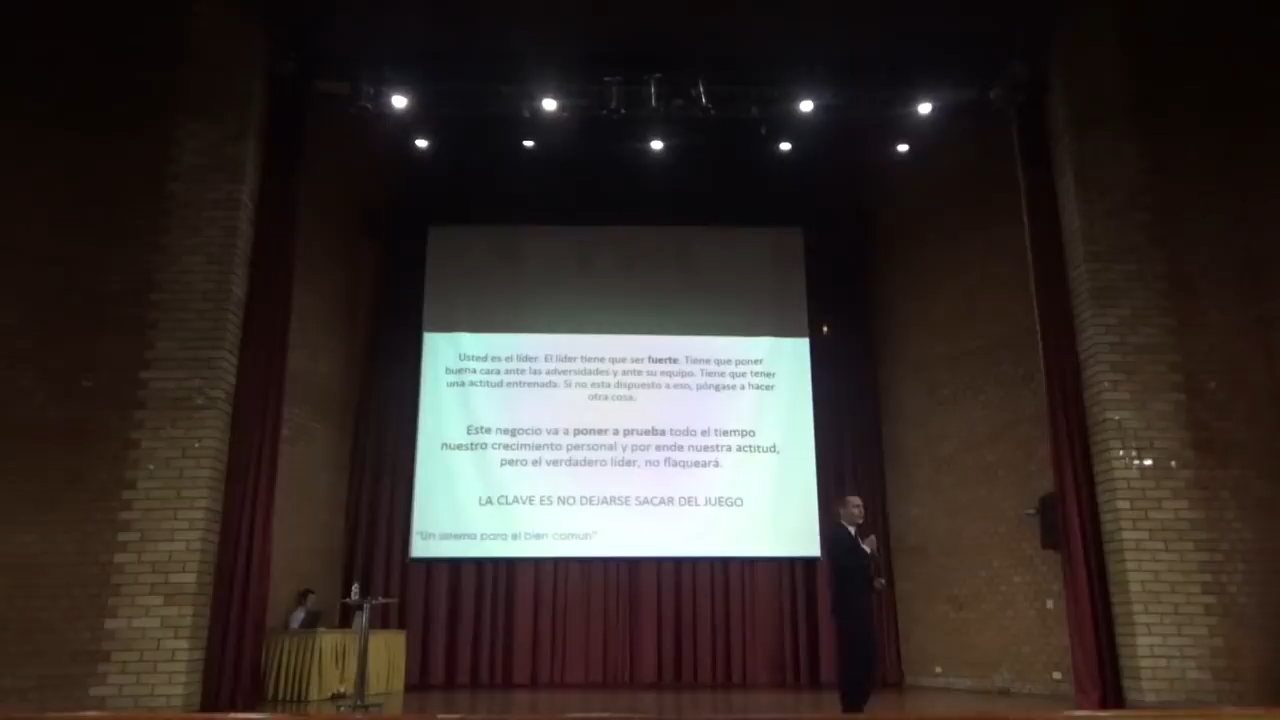 Usted es el líder. El líder tiene que ser fuerte. Tiene que poner
buena cara ante las adversidades y ante su equipo. Tiene que tener
una actitud entrenada. Si no esta dispuesto a eso, póngase a hacer
otra cosa.
Este negocio va a poner a prueba todo el tiempo
nuestro crecimiento personal y por ende nuestra actitud,
pero el verdadero líder, no flaqueará.
LA CLAVE ES NO DEJARSE SACAR DEL JUEGO
"Un sistema para el bien comun"